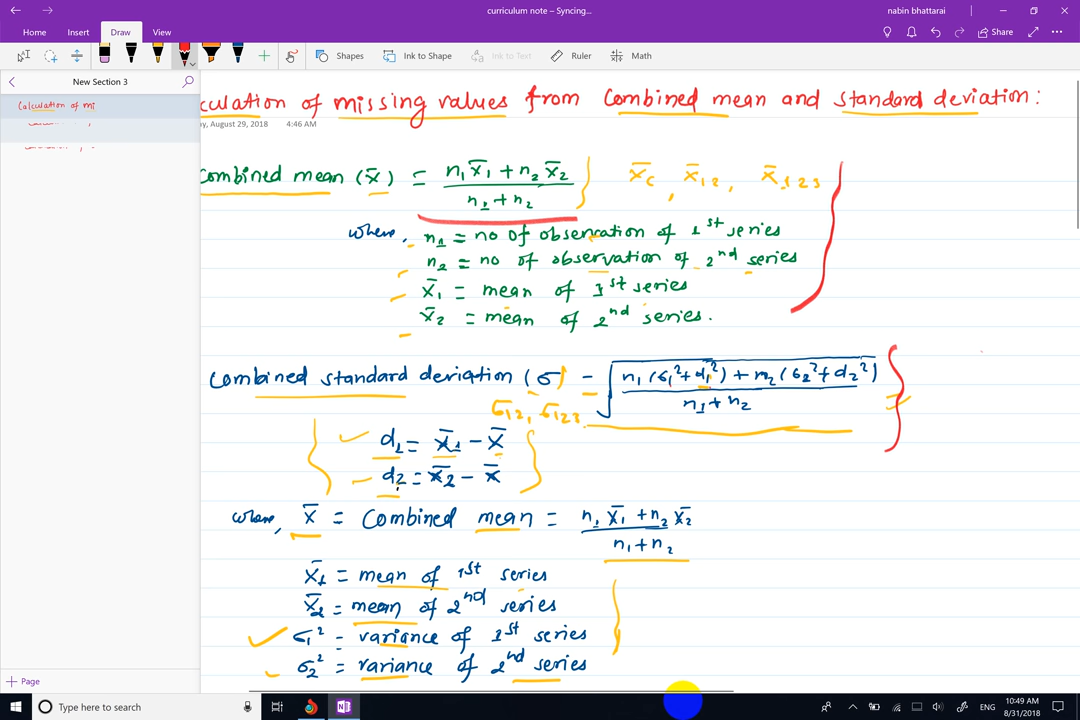 curriculum note - Syncing...
nabin bhattarai
Home Insert Draw View
Share
Shapes Ink to Shape Ink to Text Ruler Math
New Section 3
Calculation of mi
culation of missing values from Combined mean and standard deviation:
ay, August 29, 2018 4:46 AM
Combined mean (x̄) = (n₁x̄₁ + n₂x̄₂) / (n₁ + n₂) x̄c, x̄₁₂, x̄₁₂₃
where, n₁ = no of observation of 1st series
n₂ = no of observation of 2nd series
x̄₁ = mean of 1st series
x̄₂ = mean of 2nd series.
Combined standard deviation (σ) = √((n₁(σ₁² + d₁²) + n₂(σ₂² + d₂²)) / (n₁ + n₂))
σ₁₂, σ₁₂₃
d₁ = x̄₁ - x̄
d₂ = x̄₂ - x̄
where, x̄ = Combined mean = (n₁x̄₁ + n₂x̄₂) / (n₁ + n₂)
x̄₁ = mean of 1st series
x̄₂ = mean of 2nd series
σ₁² = variance of 1st series
σ₂² = variance of 2nd series
Page
Type here to search
ENG
10:49 AM
8/31/2018